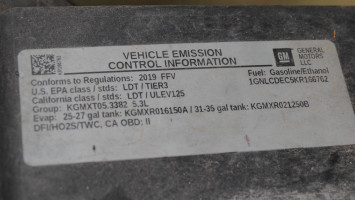 VEHICLE EMISSION
CONTROL INFORMATION
GM
GENERAL
MOTORS
LLC
Conforms to Regulations: 2019 FFV
Fuel: Gasoline/Ethanol
U.S. EPA class / stds: LDT / TIER3
1GNLCDEC5KR166762
California class / stds: LDT / ULEV125
Group: KGMXT05.3382 5.3L
Evap: 25-27 gal tank: KGMXR016150A / 31-35 gal tank: KGMXR021250B
DFI/HO2S/TWC, CA OBD: II